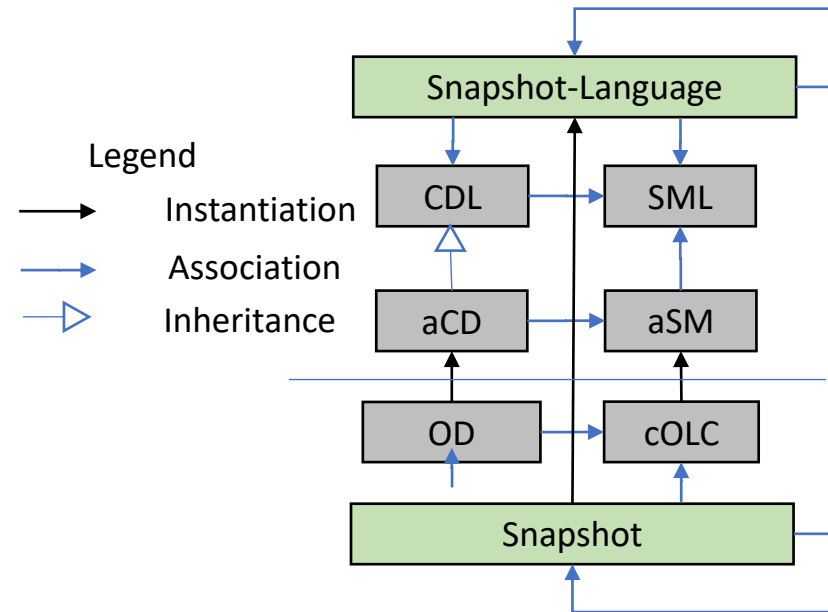 Snapshot-Language
Legend
Instantiation
Association
Inheritance
CDL
SML
aCD
aSM
OD
cOLC
Snapshot